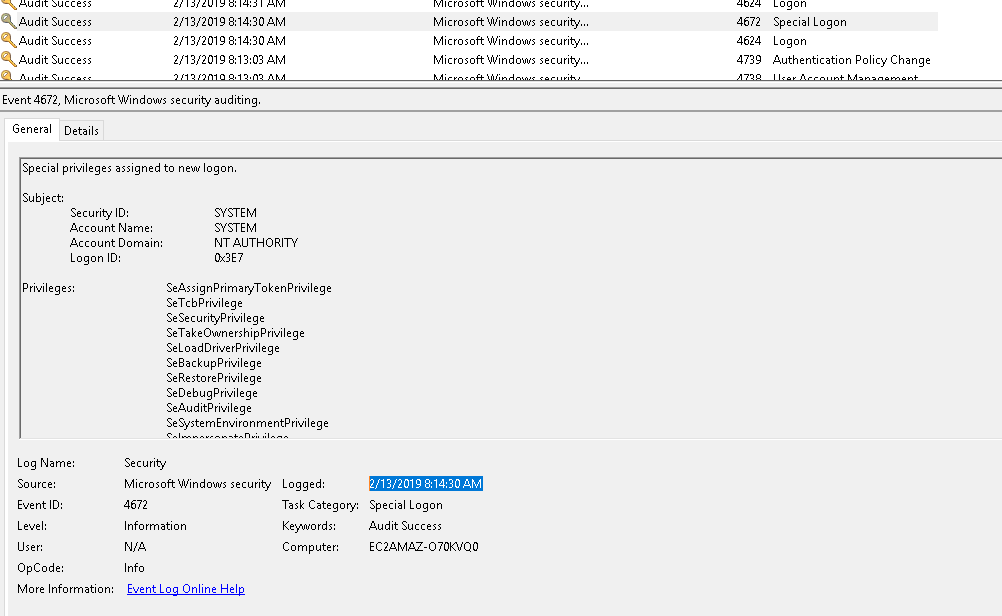 Audit Success 2/13/2019 8:14:31 AM Microsoft Windows security... 4624 Logon
Audit Success 2/13/2019 8:14:30 AM Microsoft Windows security... 4672 Special Logon
Audit Success 2/13/2019 8:14:30 AM Microsoft Windows security... 4624 Logon
Audit Success 2/13/2019 8:13:03 AM Microsoft Windows security... 4739 Authentication Policy Change
Audit Success 2/13/2019 8:13:03 AM Microsoft Windows security... 4738 User Account Management
Event 4672, Microsoft Windows security auditing.
General Details
Special privileges assigned to new logon.
Subject:
Security ID: SYSTEM
Account Name: SYSTEM
Account Domain: NT AUTHORITY
Logon ID: 0x3E7
Privileges: SeAssignPrimaryTokenPrivilege
SeTcbPrivilege
SeSecurityPrivilege
SeTakeOwnershipPrivilege
SeLoadDriverPrivilege
SeBackupPrivilege
SeRestorePrivilege
SeDebugPrivilege
SeAuditPrivilege
SeSystemEnvironmentPrivilege
SeImpersonatePrivilege
Log Name: Security
Source: Microsoft Windows security Logged: 2/13/2019 8:14:30 AM
Event ID: 4672 Task Category: Special Logon
Level: Information Keywords: Audit Success
User: N/A Computer: EC2AMAZ-O70KVQ0
OpCode: Info
More Information: Event Log Online Help